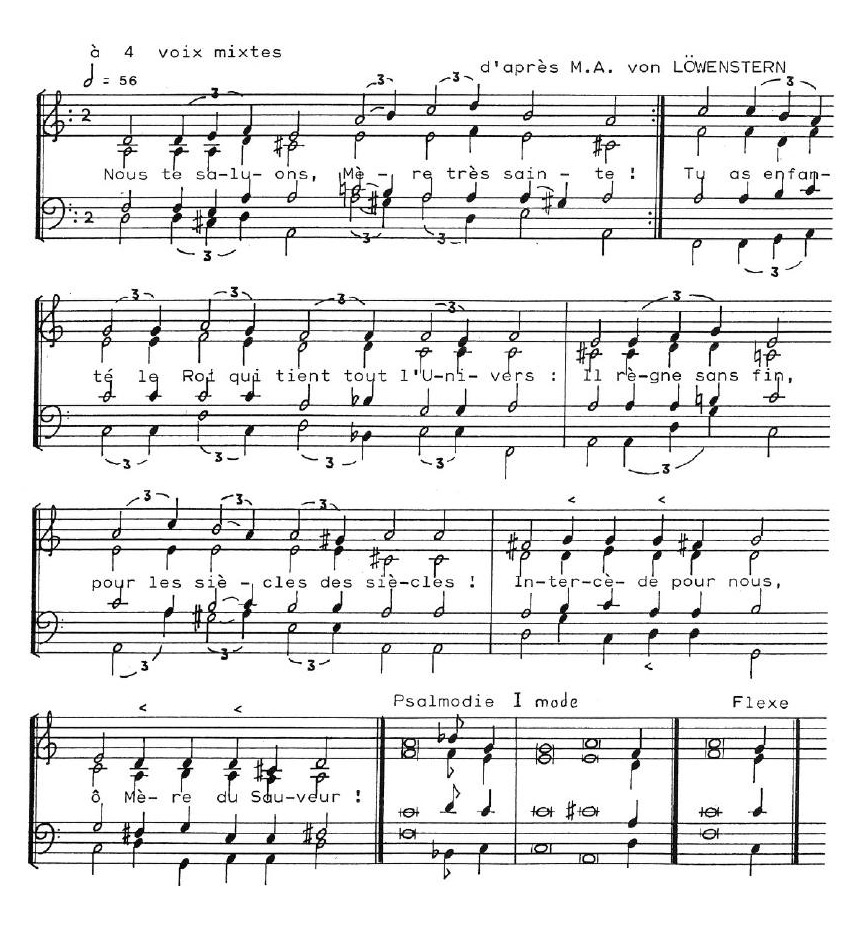 à 4 voix mixtes
= 56
d'après M.A. von LÖWENSTERN
Nous te sa-lu-ons, Mè - re très sain - te ! Tu as enfan-
té le Roi qui tient tout l'U-ni- vers : Il rè-gne sans fin,
pour les siè - cles des siè-cles ! In-ter-cè- de pour nous,
Psalmodie I mode Flexe
ô Mè- re du Sau-veur !